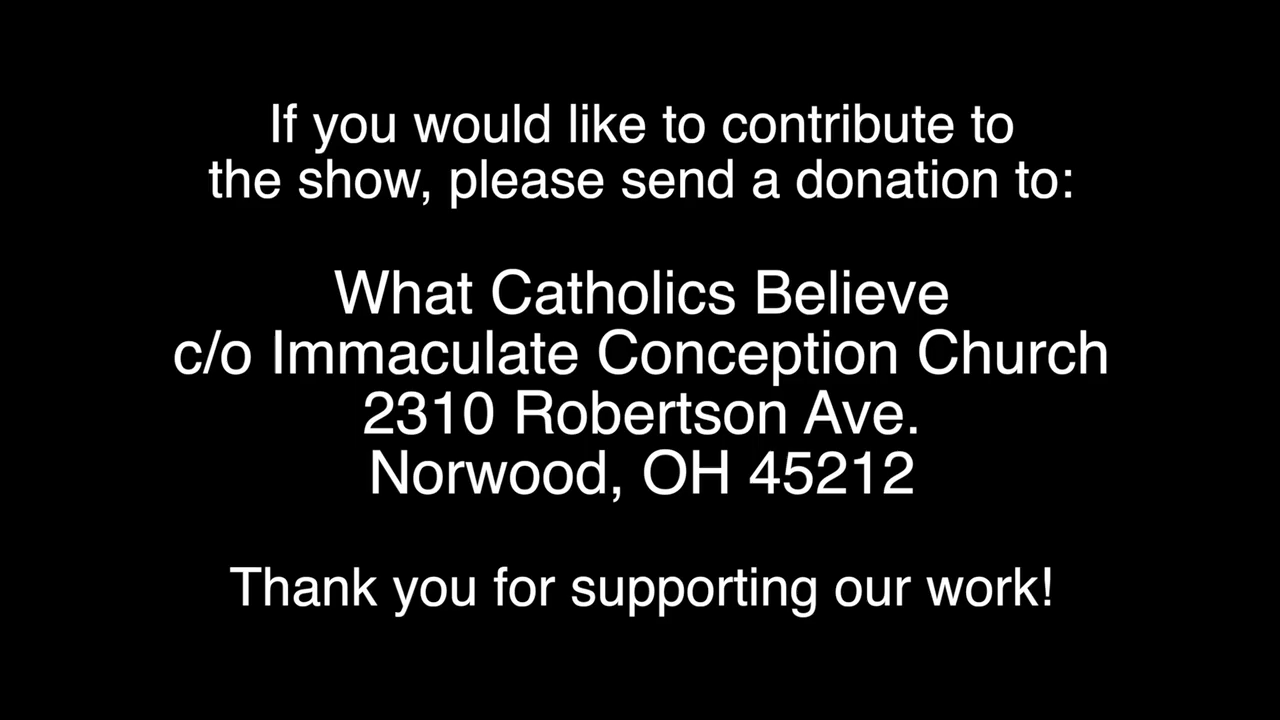 If you would like to contribute to
the show, please send a donation to:
What Catholics Believe
c/o Immaculate Conception Church
2310 Robertson Ave.
Norwood, OH 45212
Thank you for supporting our work!